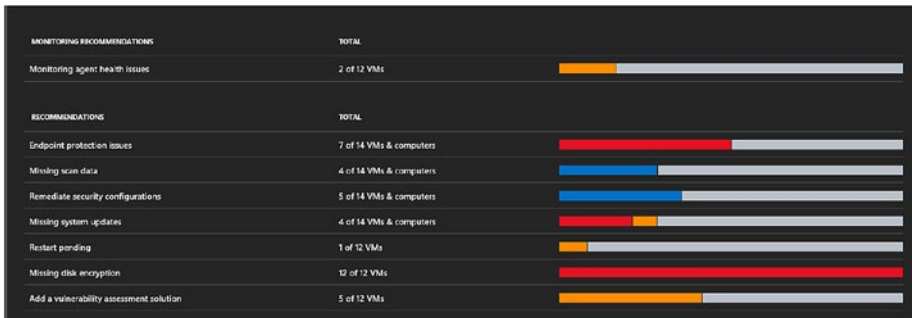 MONITORING RECOMMENDATIONS TOTAL
Monitoring agent health issues 2 of 12 VMs
RECOMMENDATIONS TOTAL
Endpoint protection issues 7 of 14 VMs & computers
Missing scan data 4 of 14 VMs & computers
Remediate security configurations 5 of 14 VMs & computers
Missing system updates 4 of 14 VMs & computers
Restart pending 1 of 12 VMs
Missing disk encryption 12 of 12 VMs
Add a vulnerability assessment solution 5 of 12 VMs